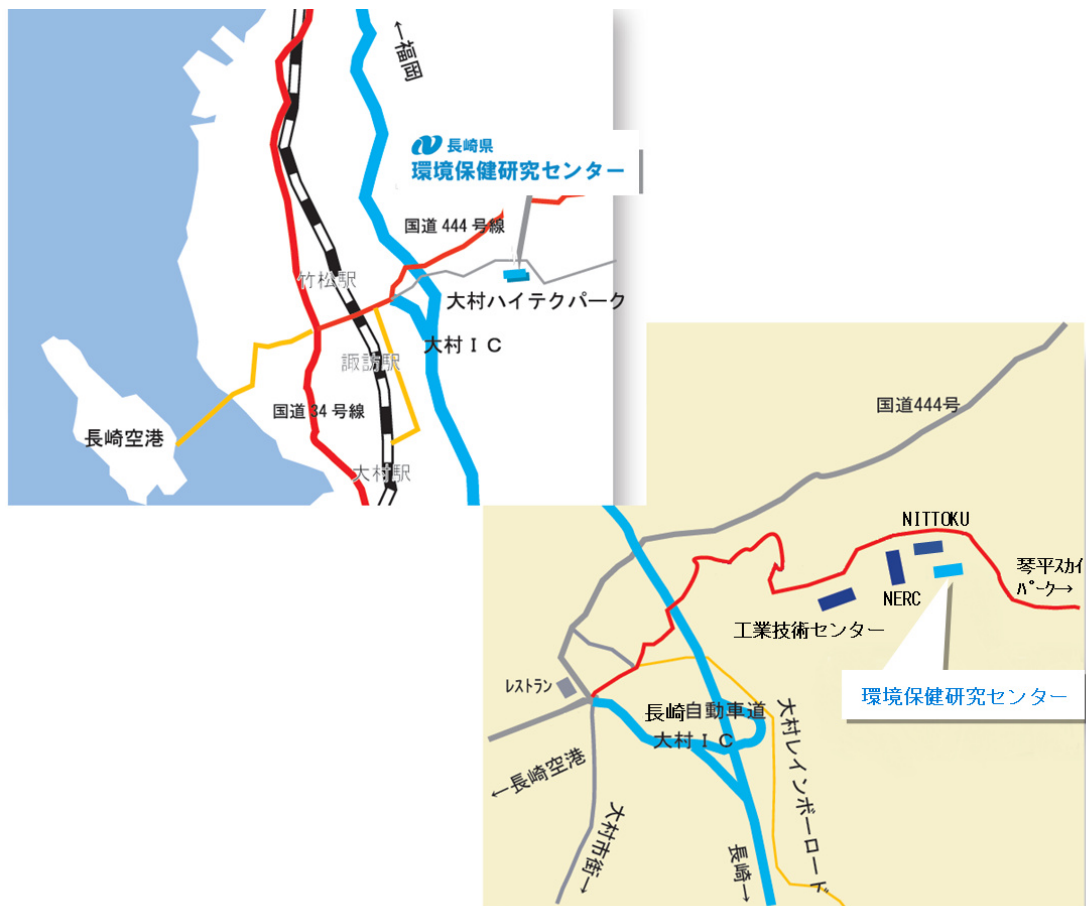 ←福岡
長崎県
環境保健研究センター
国道444号線
竹松駅
大村ハイテクパーク
大村ＩＣ
諏訪駅
国道34号線
長崎空港
大村駅
国道444号
NITTOKU
琴平スカイ
パーク→
NERC
工業技術センター
レストラン
環境保健研究センター
長崎自動車道
大村ＩＣ
←長崎空港
大村レインボーロード
大村市街→
長崎→